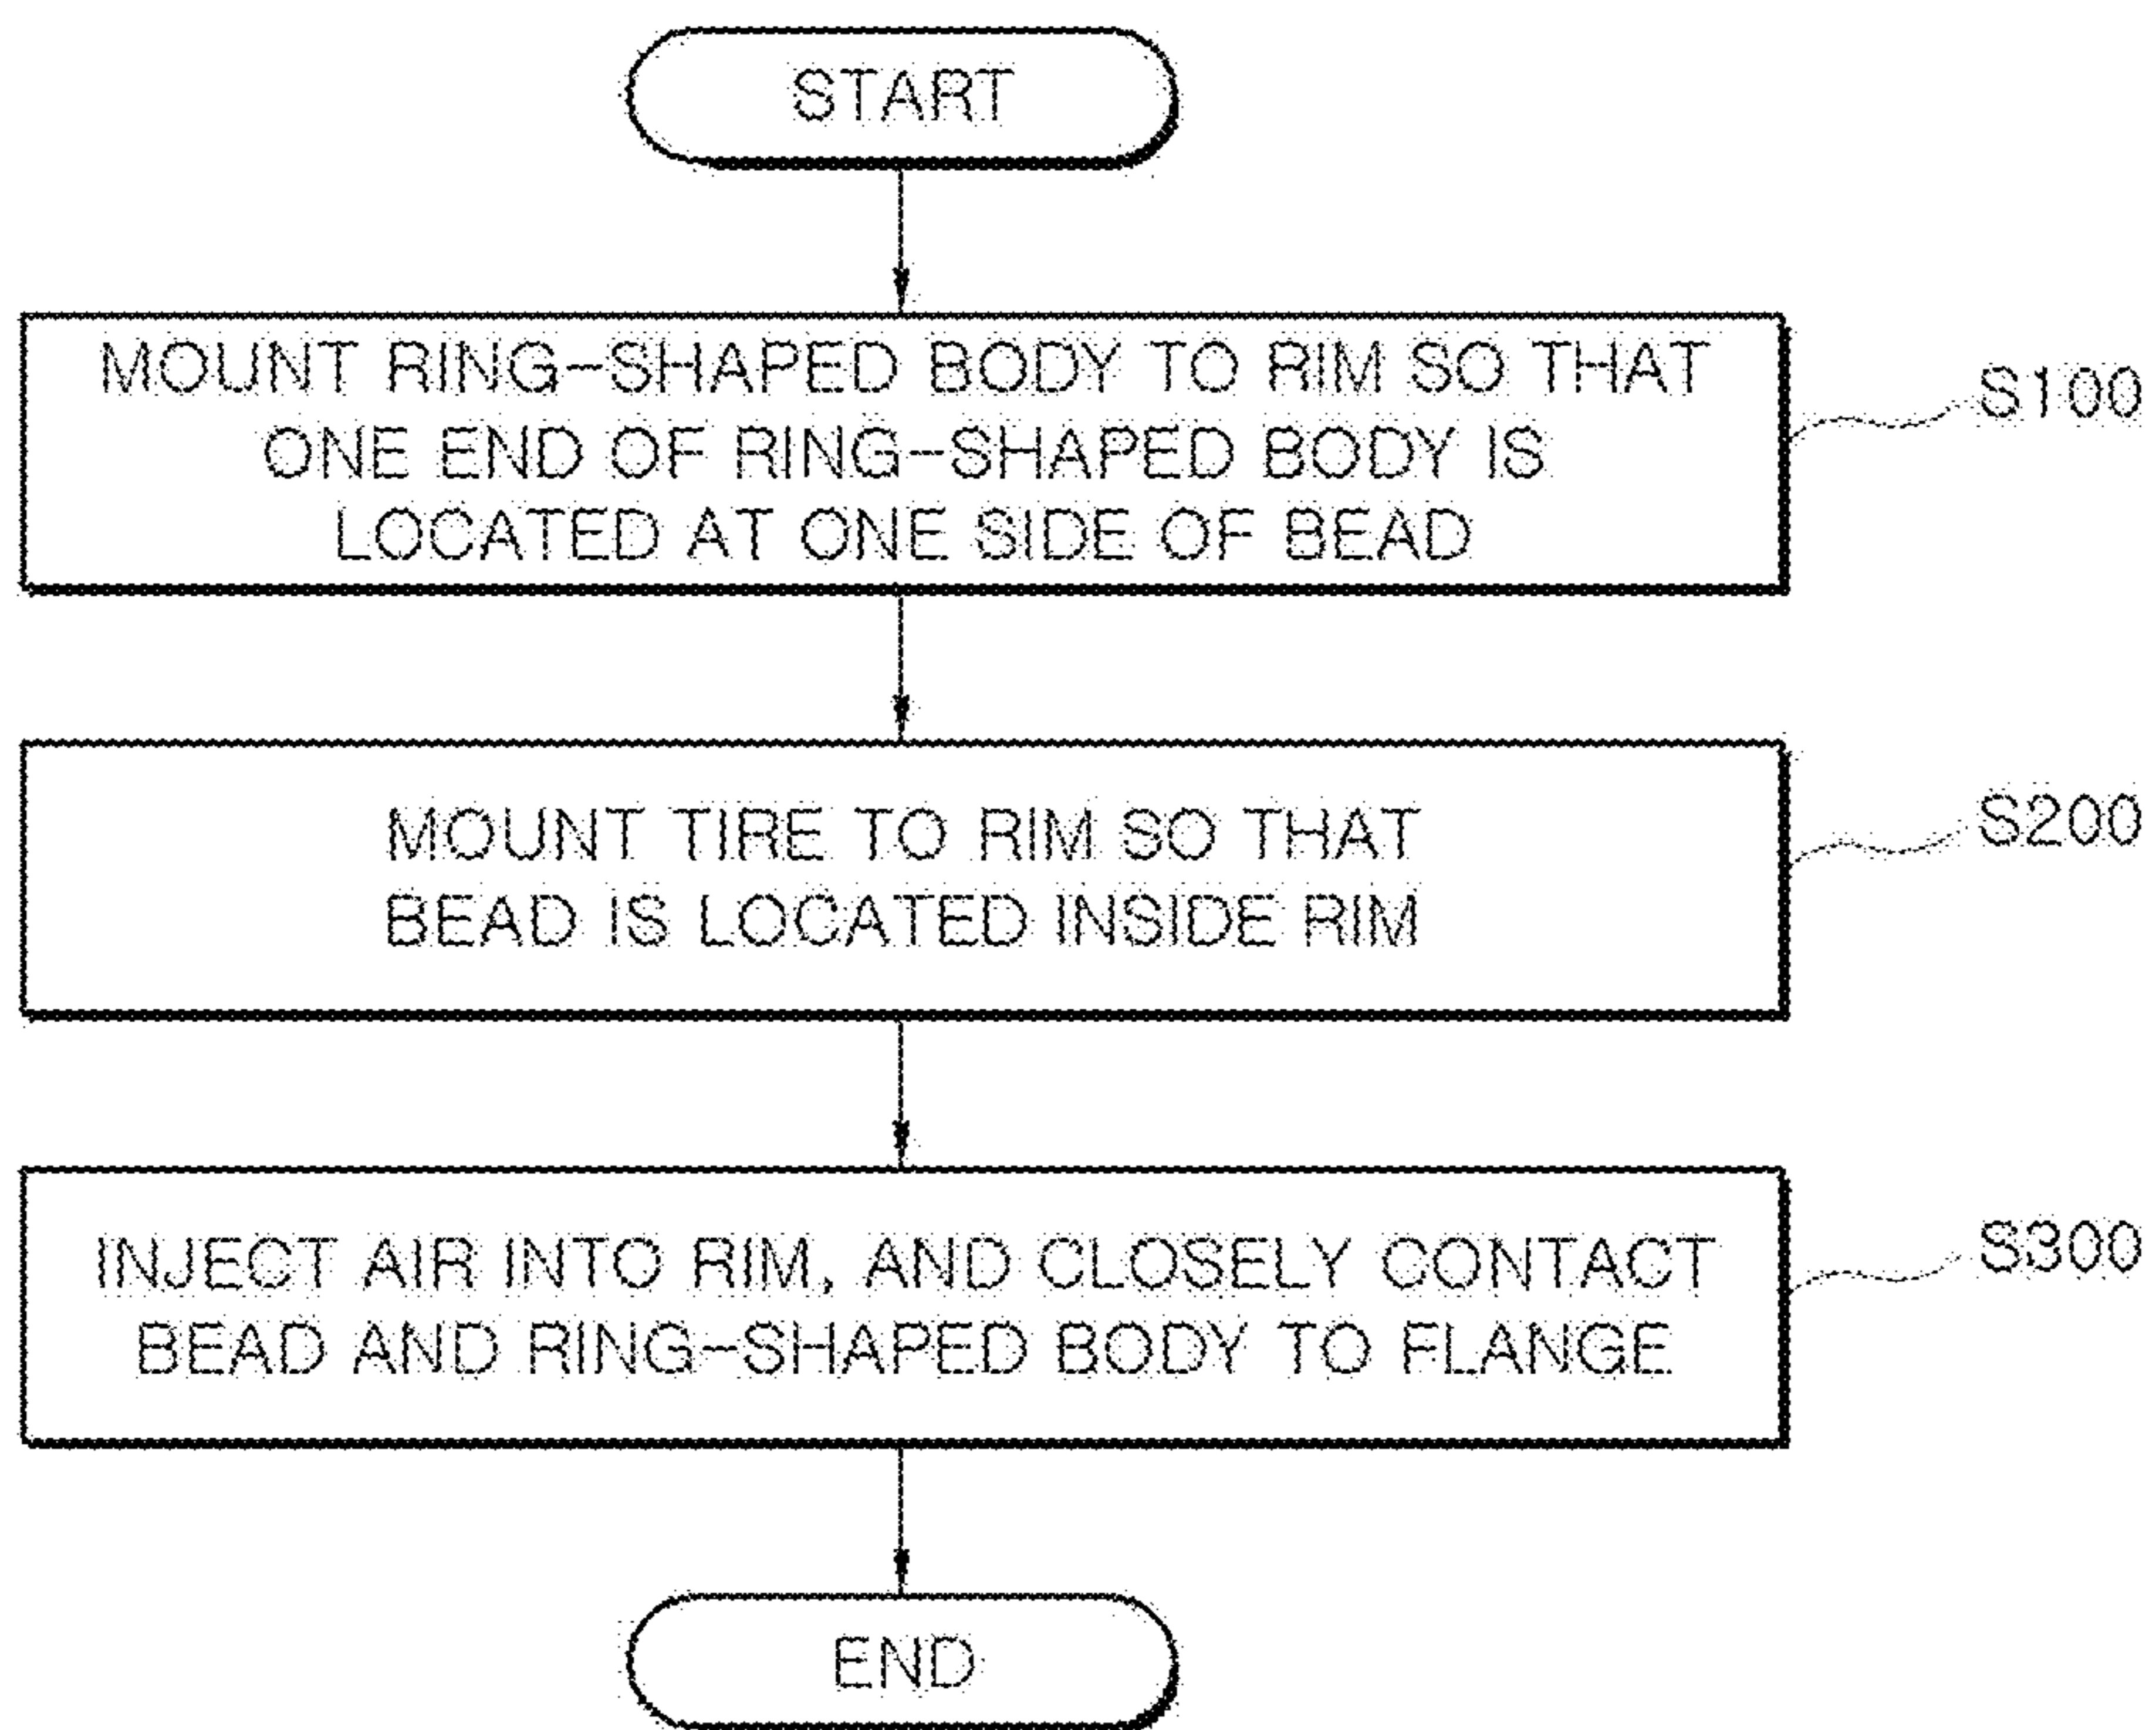 START
MOUNT RING-SHAPED BODY TO RIM SO THAT
ONE END OF RING-SHAPED BODY IS
LOCATED AT ONE SIDE OF BEAD
S100
MOUNT TIRE TO RIM SO THAT
BEAD IS LOCATED INSIDE RIM
S200
INJECT AIR INTO RIM, AND CLOSELY CONTACT
BEAD AND RING-SHAPED BODY TO FLANGE
S300
END